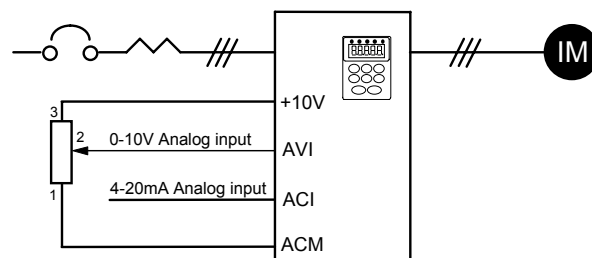 IM
+10V
3
2
0-10V Analog input
AVI
4-20mA Analog input
1
ACI
ACM